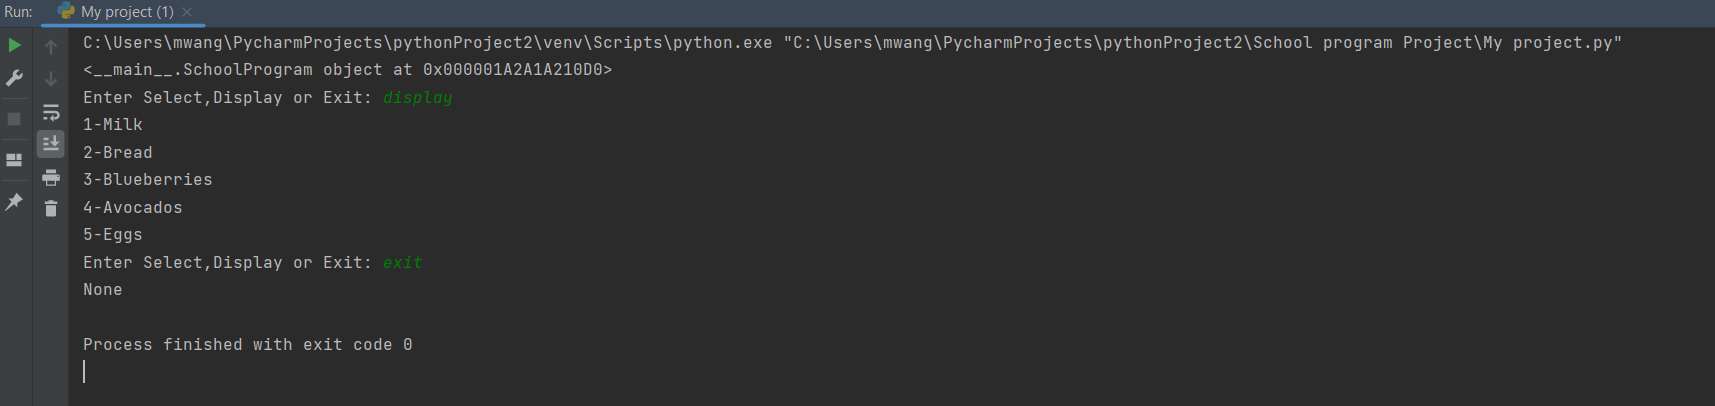 Run: My project (1)
C:\Users\mwang\PycharmProjects\pythonProject2\venv\Scripts\python.exe "C:\Users\mwang\PycharmProjects\pythonProject2\School program Project\My project.py"
<__main__.SchoolProgram object at 0x000001A2A1A210D0>
Enter Select,Display or Exit: display
1-Milk
2-Bread
3-Blueberries
4-Avocados
5-Eggs
Enter Select,Display or Exit: exit
None
Process finished with exit code 0